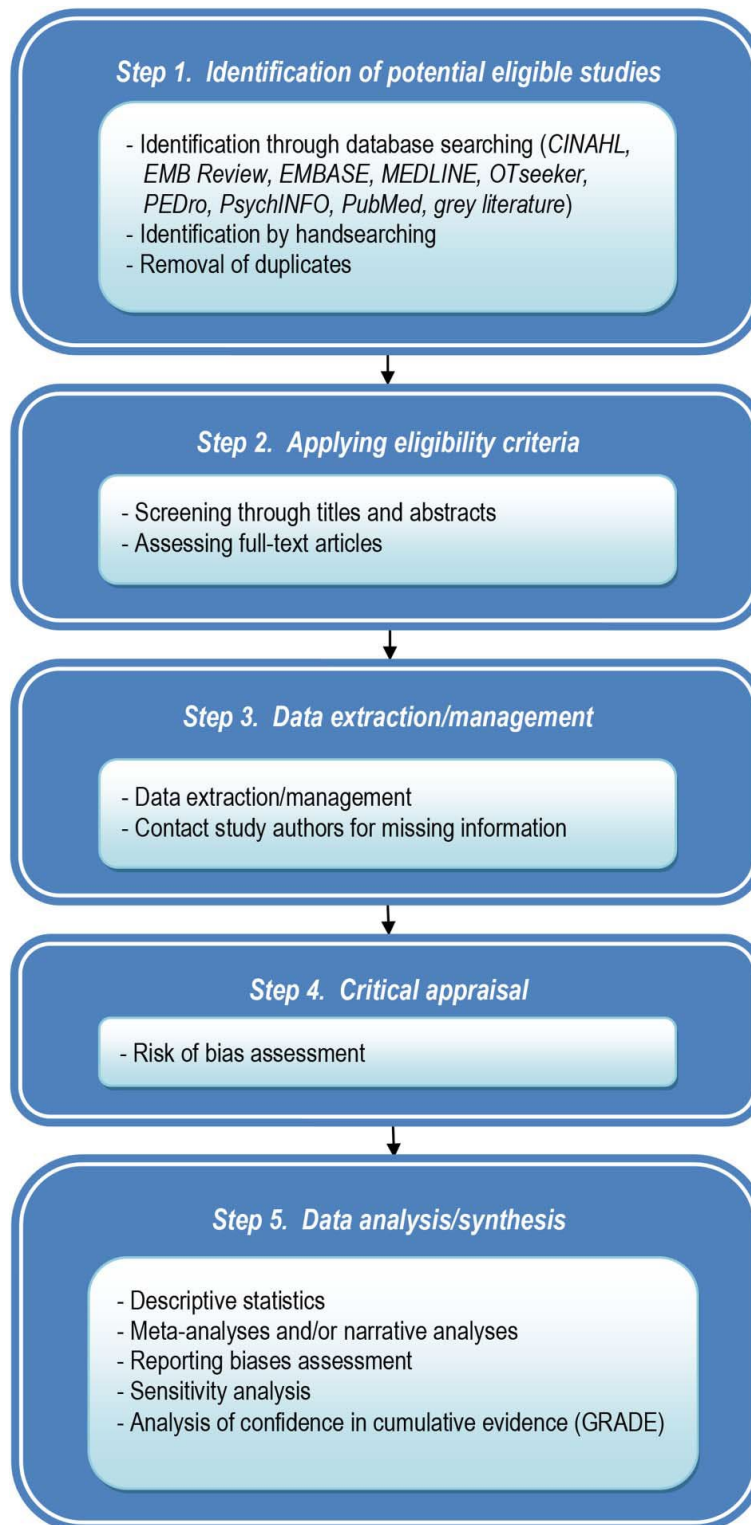 Step 1. Identification of potential eligible studies
- Identification through database searching (CINAHL,
EMB Review, EMBASE, MEDLINE, OTseeker,
PEDro, PsychINFO, PubMed, grey literature)
- Identification by handsearching
- Removal of duplicates
Step 2. Applying eligibility criteria
- Screening through titles and abstracts
- Assessing full-text articles
Step 3. Data extraction/management
- Data extraction/management
- Contact study authors for missing information
Step 4. Critical appraisal
- Risk of bias assessment
Step 5. Data analysis/synthesis
- Descriptive statistics
- Meta-analyses and/or narrative analyses
- Reporting biases assessment
- Sensitivity analysis
- Analysis of confidence in cumulative evidence (GRADE)